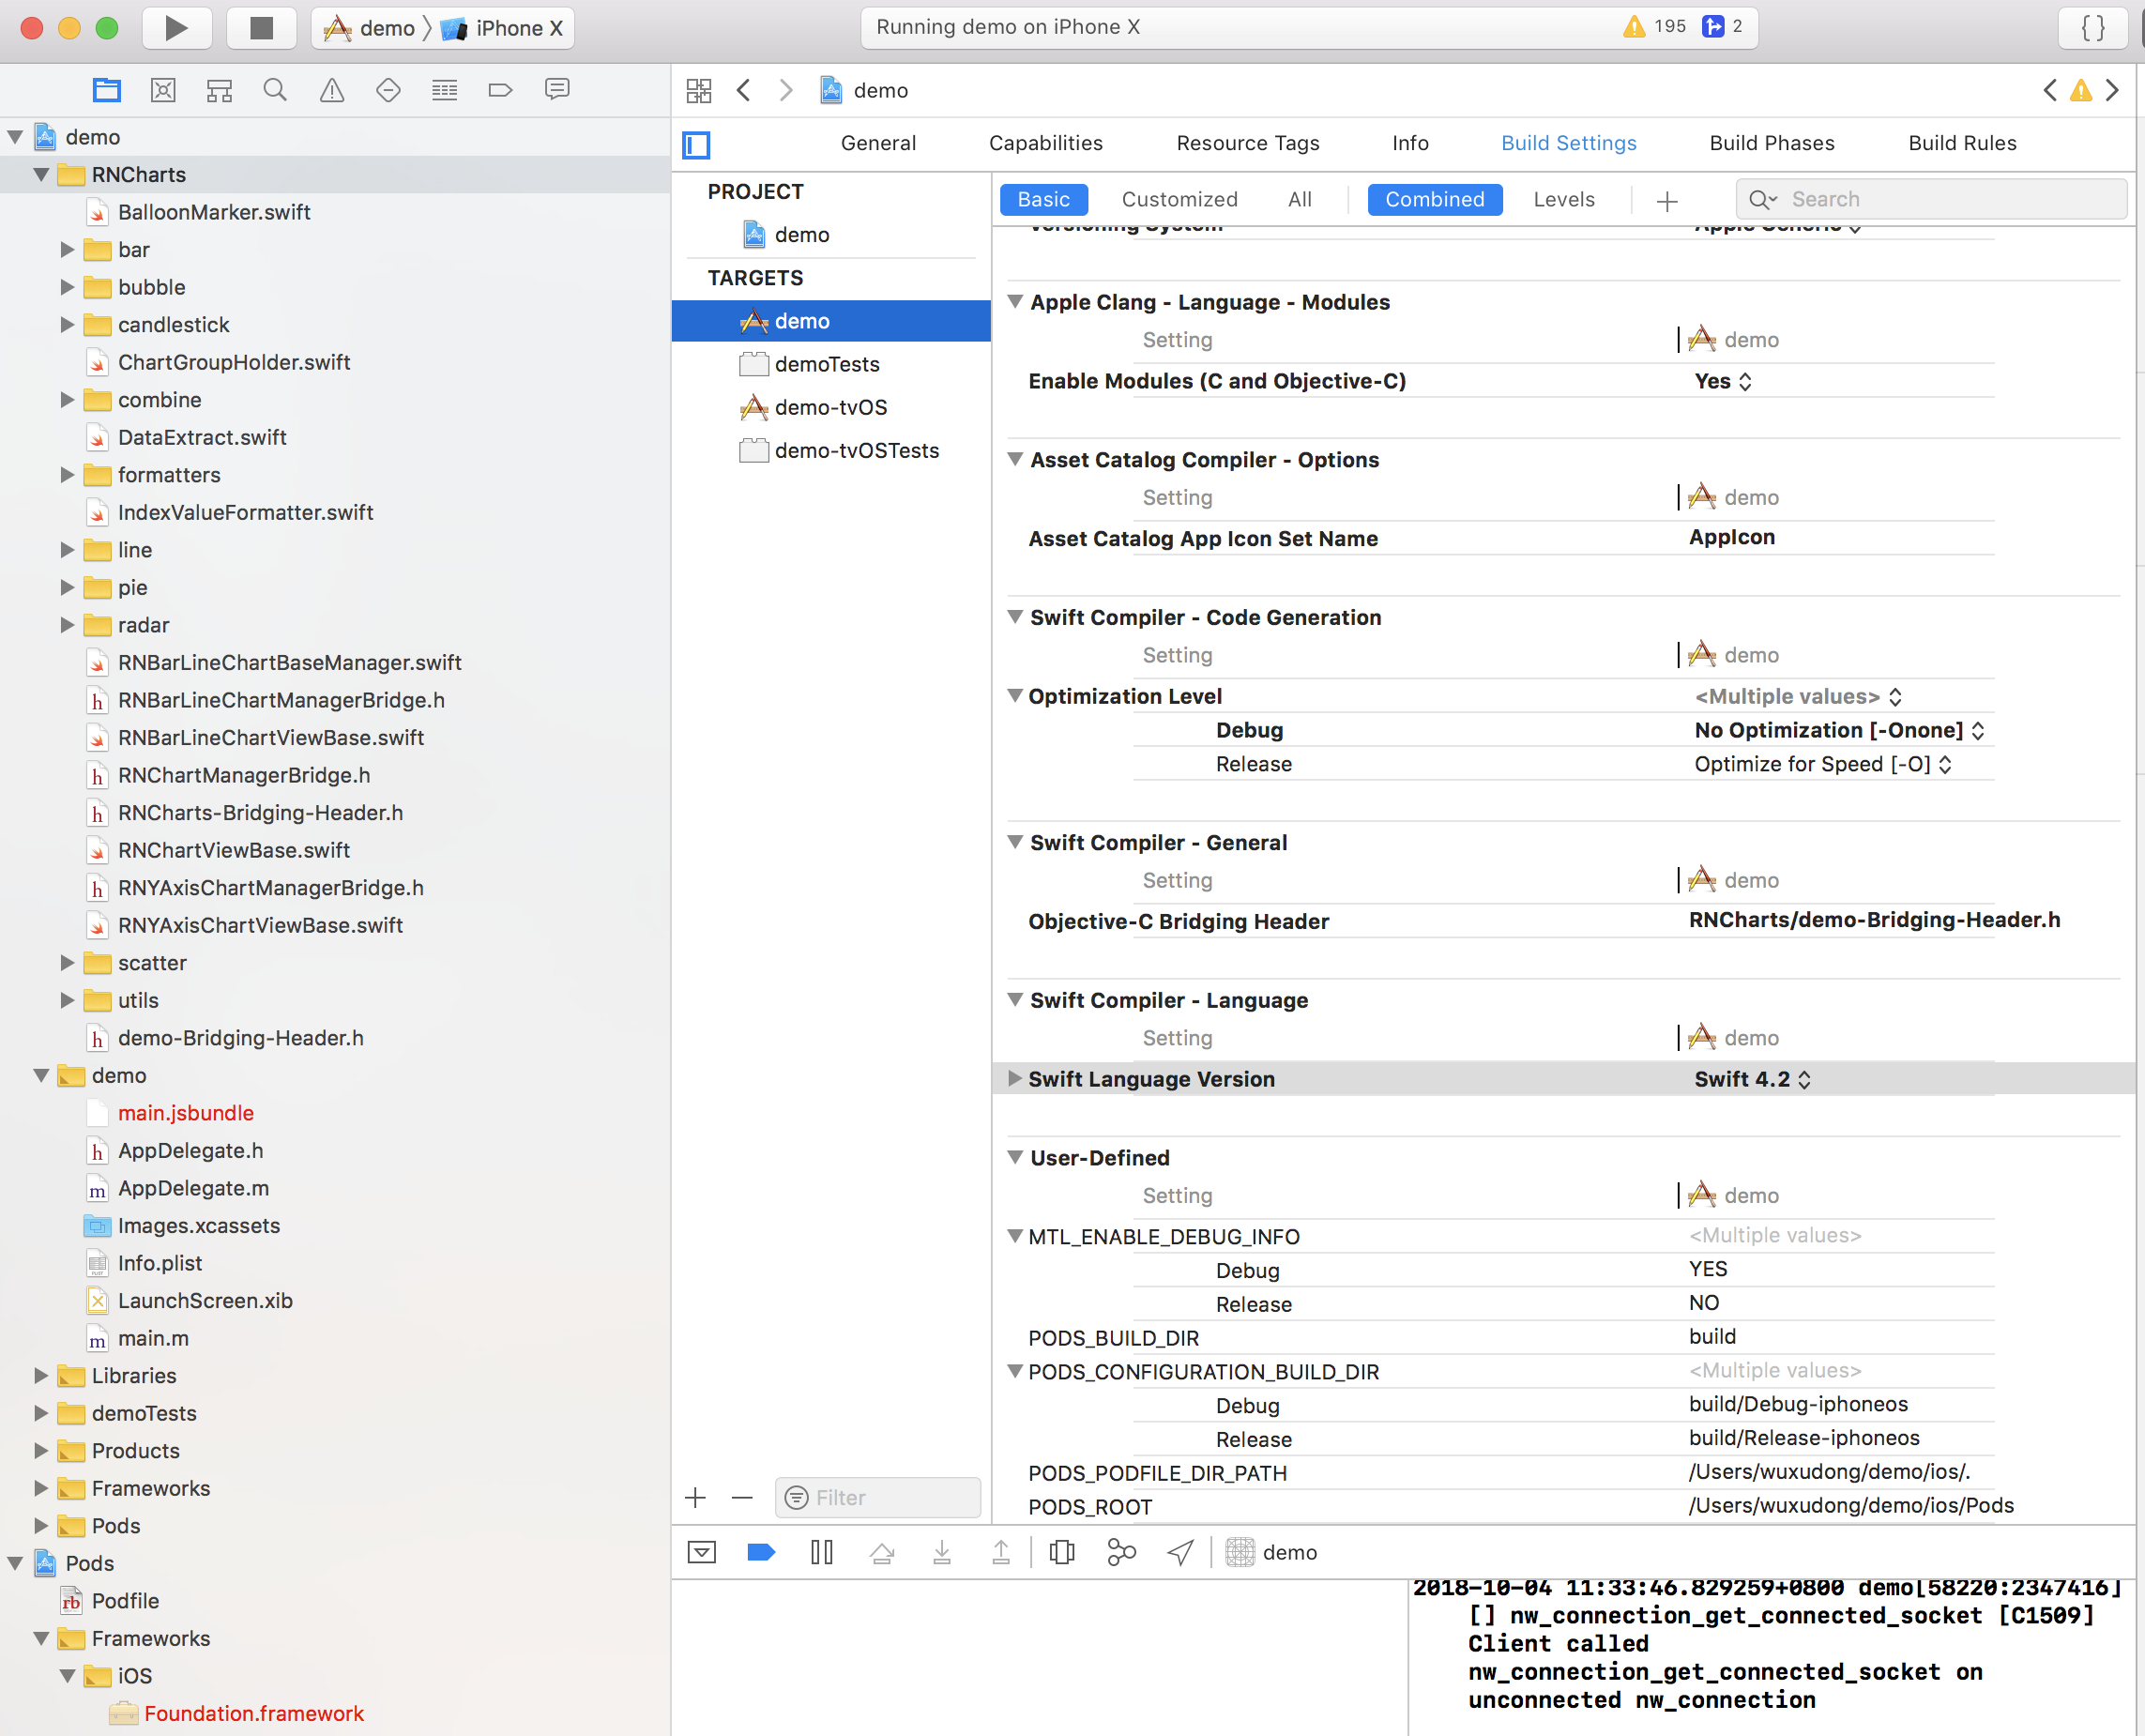 demo
iPhone X
Running demo on iPhone X
195
2
{}
demo
RNCharts
BalloonMarker.swift
bar
bubble
candlestick
ChartGroupHolder.swift
combine
DataExtract.swift
formatters
IndexValueFormatter.swift
line
pie
radar
RNBarLineChartBaseManager.swift
RNBarLineChartManagerBridge.h
RNBarLineChartViewBase.swift
RNChartManagerBridge.h
RNCharts-Bridging-Header.h
RNChartViewBase.swift
RNYAxisChartManagerBridge.h
RNYAxisChartViewBase.swift
scatter
utils
demo-Bridging-Header.h
demo
main.jsbundle
AppDelegate.h
AppDelegate.m
Images.xcassets
Info.plist
LaunchScreen.xib
main.m
Libraries
demoTests
Products
Frameworks
Pods
Pods
Podfile
Frameworks
iOS
Foundation.framework
demo
General Capabilities Resource Tags Info Build Settings Build Phases Build Rules
PROJECT
demo
TARGETS
demo
demoTests
demo-tvOS
demo-tvOSTests
Filter
Basic Customized All Combined Levels Search
Versioning System Apple Generic
Apple Clang - Language - Modules
Setting demo
Enable Modules (C and Objective-C) Yes
Asset Catalog Compiler - Options
Setting demo
Asset Catalog App Icon Set Name AppIcon
Swift Compiler - Code Generation
Setting demo
Optimization Level <Multiple values>
Debug No Optimization [-Onone]
Release Optimize for Speed [-O]
Swift Compiler - General
Setting demo
Objective-C Bridging Header RNCharts/demo-Bridging-Header.h
Swift Compiler - Language
Setting demo
Swift Language Version Swift 4.2
User-Defined
Setting demo
MTL_ENABLE_DEBUG_INFO <Multiple values>
Debug YES
Release NO
PODS_BUILD_DIR build
PODS_CONFIGURATION_BUILD_DIR <Multiple values>
Debug build/Debug-iphoneos
Release build/Release-iphoneos
PODS_PODFILE_DIR_PATH /Users/wuxudong/demo/ios/.
PODS_ROOT /Users/wuxudong/demo/ios/Pods
demo
2018-10-04 11:33:46.829259+0800 demo[58220:2347416]
[] nw_connection_get_connected_socket [C1509]
Client called
nw_connection_get_connected_socket on
unconnected nw_connection